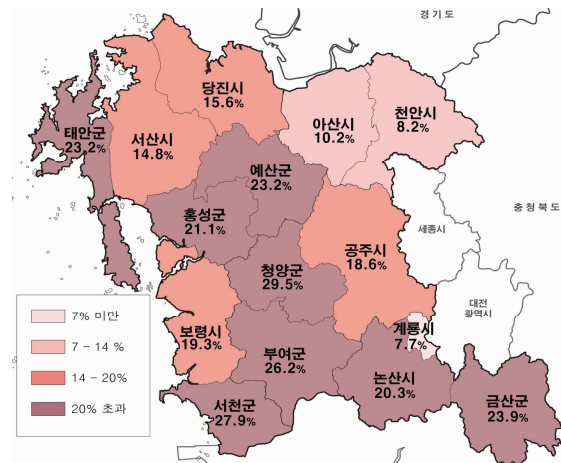 경 기 도
당진시
15.6%
아산시
10.2%
천안시
8.2%
태안군
23.2%
서산시
14.8%
예산군
23.2%
충 청 북 도
홍성군
21.1%
세종시
공주시
18.6%
청양군
29.5%
대전
광역시
7% 미만
7 - 14 %
14 - 20%
20% 초과
보령시
19.3%
계룡시
7.7%
부여군
26.2%
논산시
20.3%
서천군
27.9%
금산군
23.9%